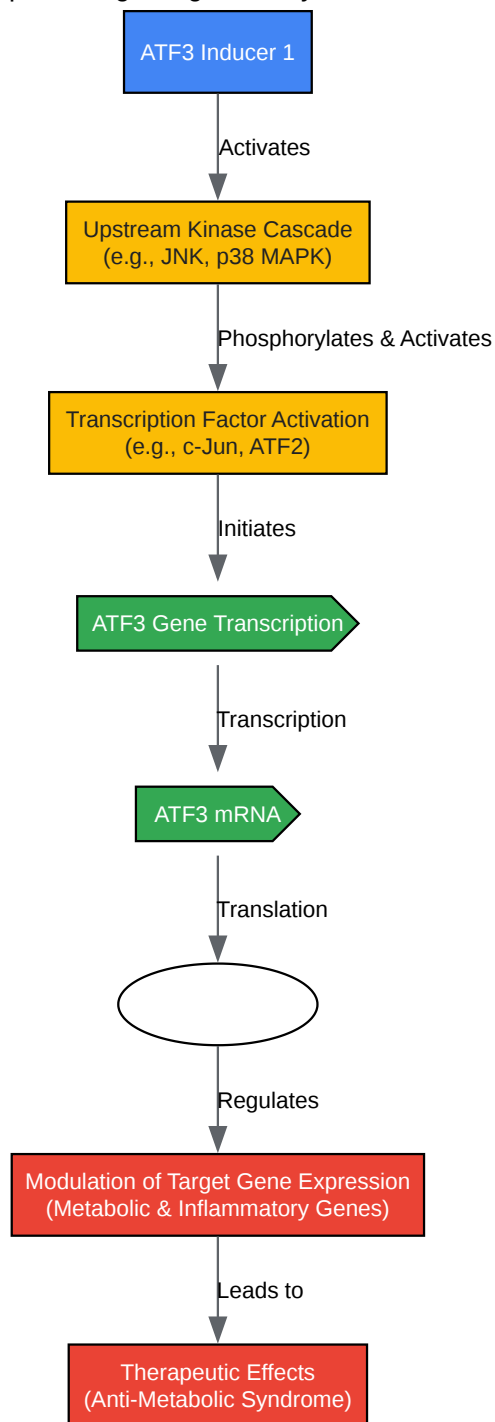 ATF3 Inducer 1
Activates
Upstream Kinase Cascade
(e.g., JNK, p38 MAPK)
Phosphorylates & Activates
Transcription Factor Activation
(e.g., c-Jun, ATF2)
Initiates
ATF3 Gene Transcription
Transcription
ATF3 mRNA
Translation
Regulates
Modulation of Target Gene Expression
(Metabolic & Inflammatory Genes)
Leads to
Therapeutic Effects
(Anti-Metabolic Syndrome)